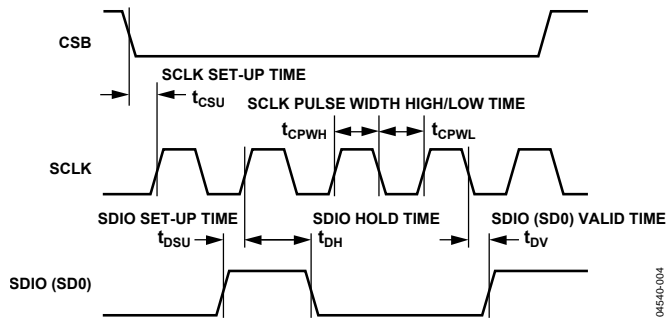 CSB
SCLK SET-UP TIME
tCSU
SCLK PULSE WIDTH HIGH/LOW TIME
tCPWH
tCPWL
SCLK
SDIO SET-UP TIME
tDSU
SDIO HOLD TIME
tDH
SDIO (SD0) VALID TIME
tDV
SDIO (SD0)
04540-004